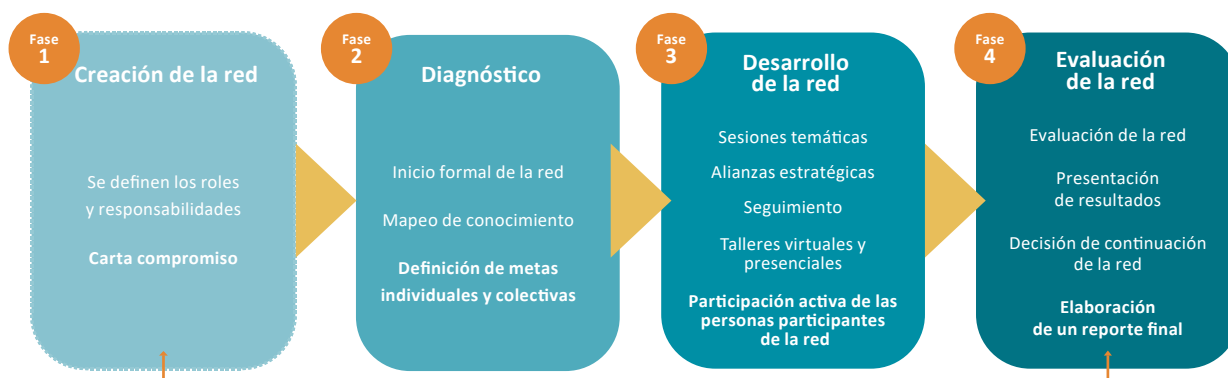 Fase
1
Creación de la red
Se definen los roles
y responsabilidades
Carta compromiso
Fase
2
Diagnóstico
Inicio formal de la red
Mapeo de conocimiento
Definición de metas
individuales y colectivas
Fase
3
Desarrollo
de la red
Sesiones temáticas
Alianzas estratégicas
Seguimiento
Talleres virtuales y
presenciales
Participación activa de las
personas participantes
de la red
Fase
4
Evaluación
de la red
Evaluación de la red
Presentación
de resultados
Decisión de continuación
de la red
Elaboración
de un reporte final